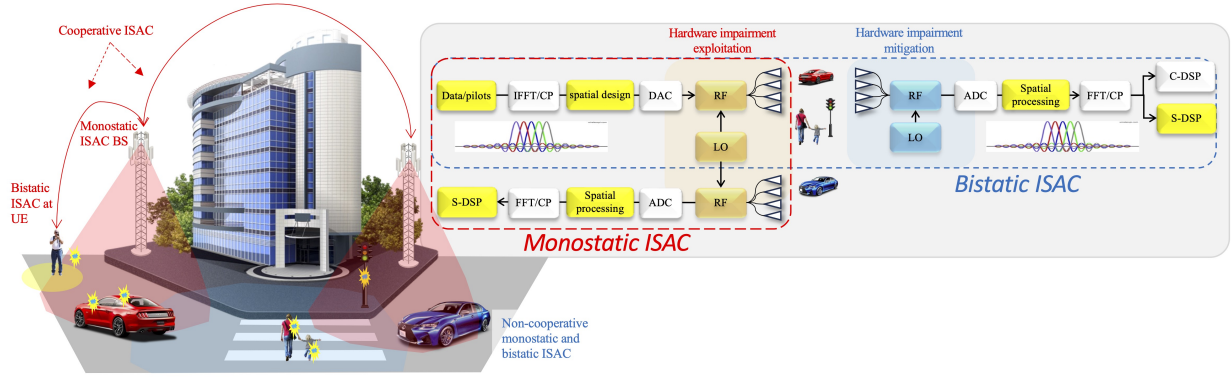 Cooperative ISAC
Monostatic
ISAC BS
Bistatic
ISAC at
UE
Non-cooperative
monostatic and
bistatic ISAC
Hardware impairment
exploitation
Hardware impairment
mitigation
Data/pilots
IFFT/CP
spatial design
DAC
RF
LO
RF
ADC
Spatial
processing
FFT/CP
S-DSP
Monostatic ISAC
RF
LO
ADC
Spatial
processing
FFT/CP
C-DSP
S-DSP
Bistatic ISAC